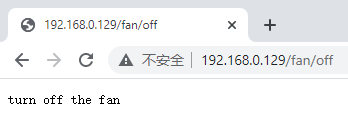 192.168.0.129/fan/off
不安全 192.168.0.129/fan/off
turn off the fan